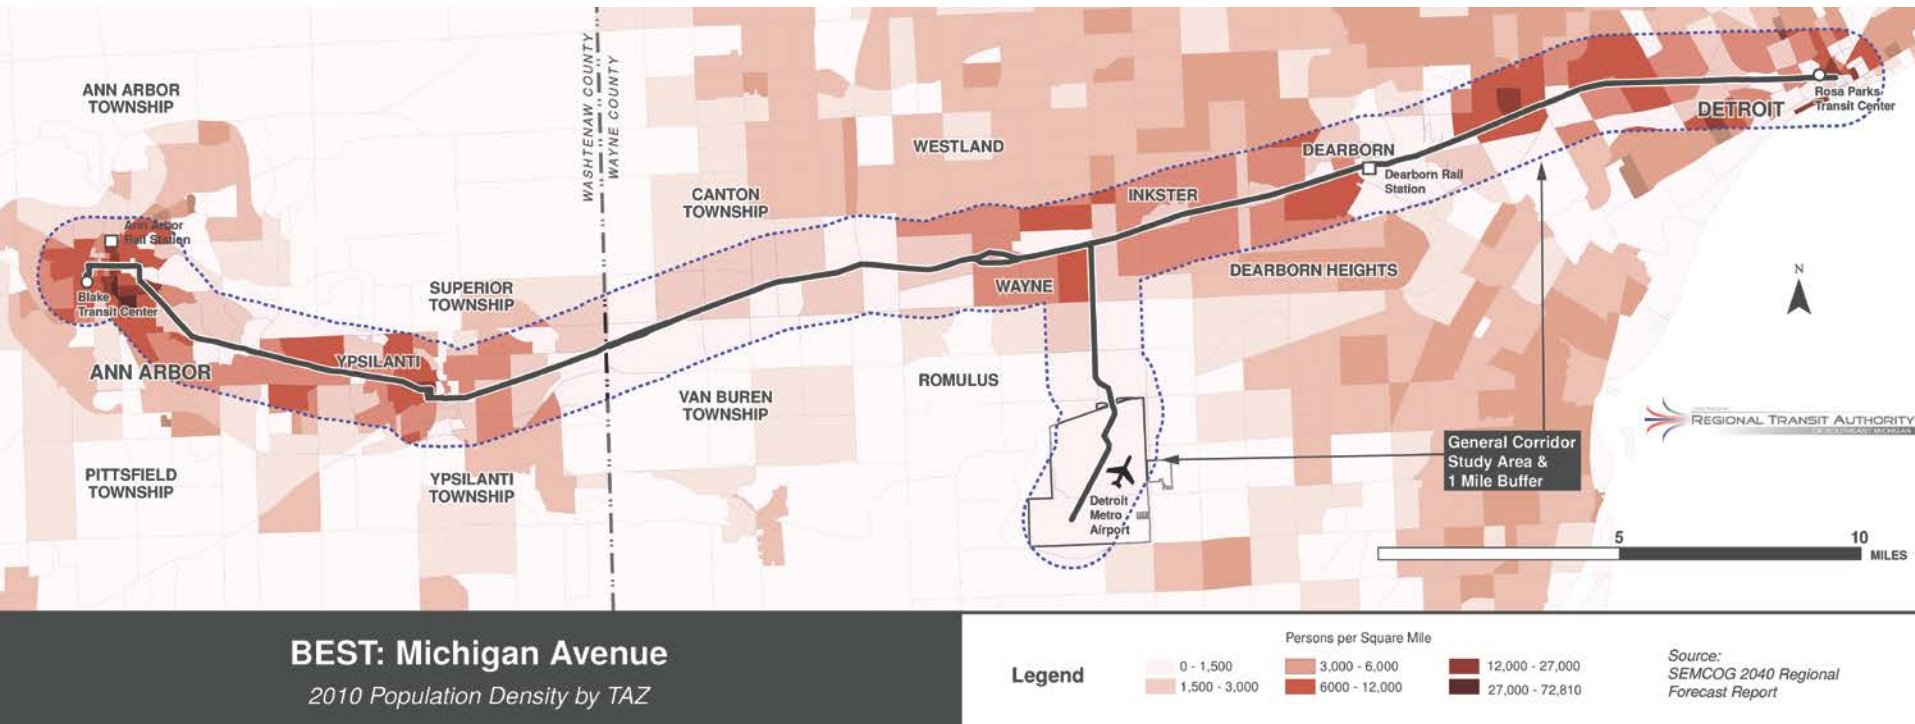 WASHTENAW COUNTY
WAYNE COUNTY
ANN ARBOR
TOWNSHIP
Rosa Parks
Transit Center
DETROIT
WESTLAND
DEARBORN
Dearborn Rail
Station
CANTON
TOWNSHIP
INKSTER
Ann Arbor
Rail Station
DEARBORN HEIGHTS
N
SUPERIOR
TOWNSHIP
WAYNE
Blake
Transit Center
YPSILANTI
ANN ARBOR
ROMULUS
VAN BUREN
TOWNSHIP
REGIONAL TRANSIT AUTHORITY
OF SOUTHEAST MICHIGAN
General Corridor
Study Area &
1 Mile Buffer
PITTSFIELD
TOWNSHIP
YPSILANTI
TOWNSHIP
Detroit
Metro
Airport
5
10
MILES
BEST: Michigan Avenue
2010 Population Density by TAZ
Legend
Persons per Square Mile
0 - 1,500
1,500 - 3,000
3,000 - 6,000
6000 - 12,000
12,000 - 27,000
27,000 - 72,810
Source:
SEMCOG 2040 Regional
Forecast Report